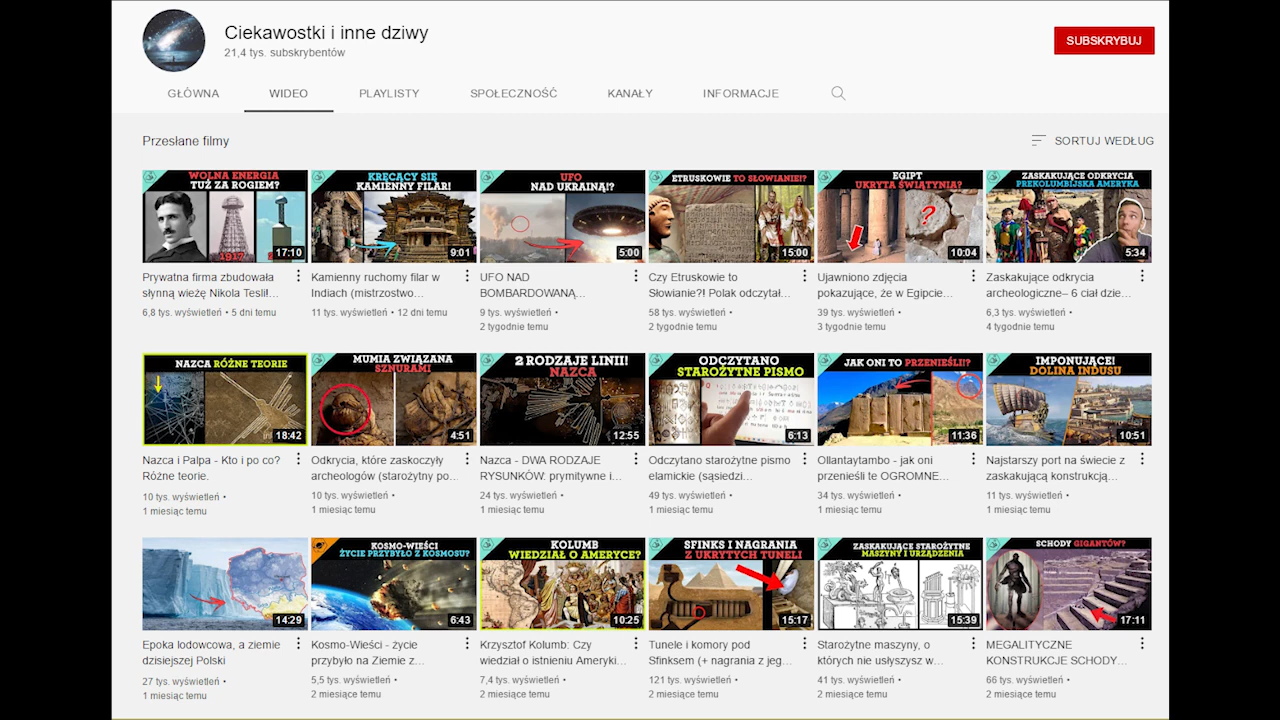 Ciekawostki i inne dziwy
21,4 tys. subskrybentów
SUBSKRYBUJ
GŁÓWNA WIDEO PLAYLISTY SPOŁECZNOŚĆ KANAŁY INFORMACJE
Przesłane filmy
SORTUJ WEDŁUG
WOLNA ENERGIA
TUŻ ZA ROGIEM?
1917
17:10
Prywatna firma zbudowała
słynną wieżę Nikola Tesli!...
6,8 tys. wyświetleń • 5 dni temu
KRĘCĄCY SIĘ
KAMIENNY FILAR!
9:01
Kamienny ruchomy filar w
Indiach (mistrzostwo...
11 tys. wyświetleń • 12 dni temu
UFO
NAD UKRAINĄ!?
5:00
UFO NAD
BOMBARDOWANĄ...
9 tys. wyświetleń •
2 tygodnie temu
ETRUSKOWIE TO SŁOWIANIE!?
15:00
Czy Etruskowie to
Słowianie?! Polak odczytał...
58 tys. wyświetleń •
2 tygodnie temu
EGIPT
UKRYTA ŚWIĄTYNIA?
?
10:04
Ujawniono zdjęcia
pokazujące, że w Egipcie...
39 tys. wyświetleń •
3 tygodnie temu
ZASKAKUJĄCE ODKRYCIA
PREKOLUMBIJSKA AMERYKA
5:34
Zaskakujące odkrycia
archeologiczne– 6 ciał dzie...
6,3 tys. wyświetleń •
4 tygodnie temu
NAZCA RÓŻNE TEORIE
18:42
Nazca i Palpa - Kto i po co?
Różne teorie.
10 tys. wyświetleń •
1 miesiąc temu
MUMIA ZWIĄZANA
SZNURAMI
4:51
Odkrycia, które zaskoczyły
archeologów (starożytny po...
10 tys. wyświetleń •
1 miesiąc temu
2 RODZAJE LINII!
NAZCA
12:55
Nazca - DWA RODZAJE
RYSUNKÓW: prymitywne i...
24 tys. wyświetleń •
1 miesiąc temu
ODCZYTANO
STAROŻYTNE PISMO
6:13
Odczytano starożytne pismo
elamickie (sąsiedzi...
49 tys. wyświetleń •
1 miesiąc temu
JAK ONI TO PRZENIEŚLI!?
11:36
Ollantaytambo - jak oni
przenieśli te OGROMNE...
34 tys. wyświetleń •
1 miesiąc temu
IMPONUJĄCE!
DOLINA INDUSU
10:51
Najstarszy port na świecie z
zaskakującą konstrukcją...
11 tys. wyświetleń •
1 miesiąc temu
14:29
Epoka lodowcowa, a ziemie
dzisiejszej Polski
27 tys. wyświetleń •
1 miesiąc temu
KOSMO-WIEŚCI
ŻYCIE PRZYBYŁO Z KOSMOSU?
6:43
Kosmo-Wieści - życie
przybyło na Ziemię z...
5,5 tys. wyświetleń •
2 miesiące temu
KOLUMB
WIEDZIAŁ O AMERYCE?
10:25
Krzysztof Kolumb: Czy
wiedział o istnieniu Ameryki...
7,4 tys. wyświetleń •
2 miesiące temu
SFINKS I NAGRANIA
Z UKRYTYCH TUNELI
15:17
Tunele i komory pod
Sfinksem (+ nagrania z jeg...
121 tys. wyświetleń •
2 miesiące temu
ZASKAKUJĄCE STAROŻYTNE
MASZYNY I URZĄDZENIA
15:39
Starożytne maszyny, o
których nie usłyszysz w...
41 tys. wyświetleń •
2 miesiące temu
SCHODY GIGANTÓW?
17:11
MEGALITYCZNE
KONSTRUKCJE SCHODY...
66 tys. wyświetleń •
2 miesiące temu